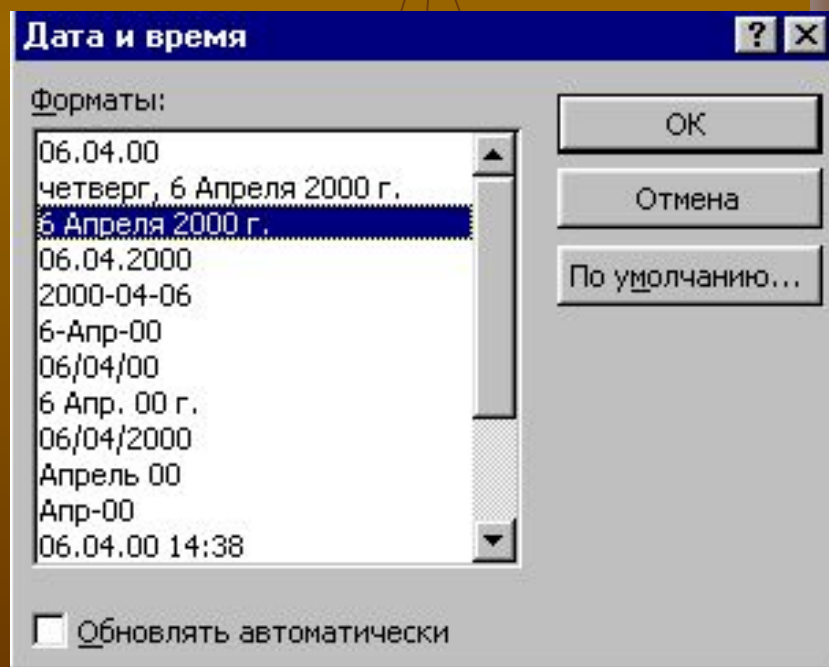 Дата и время
Форматы:
06.04.00
четверг, 6 Апреля 2000 г.
6 Апреля 2000 г.
06.04.2000
2000-04-06
6-Апр-00
06/04/00
6 Апр. 00 г.
06/04/2000
Апрель 00
Апр-00
06.04.00 14:38
Обновлять автоматически
ОК
Отмена
По умолчанию...